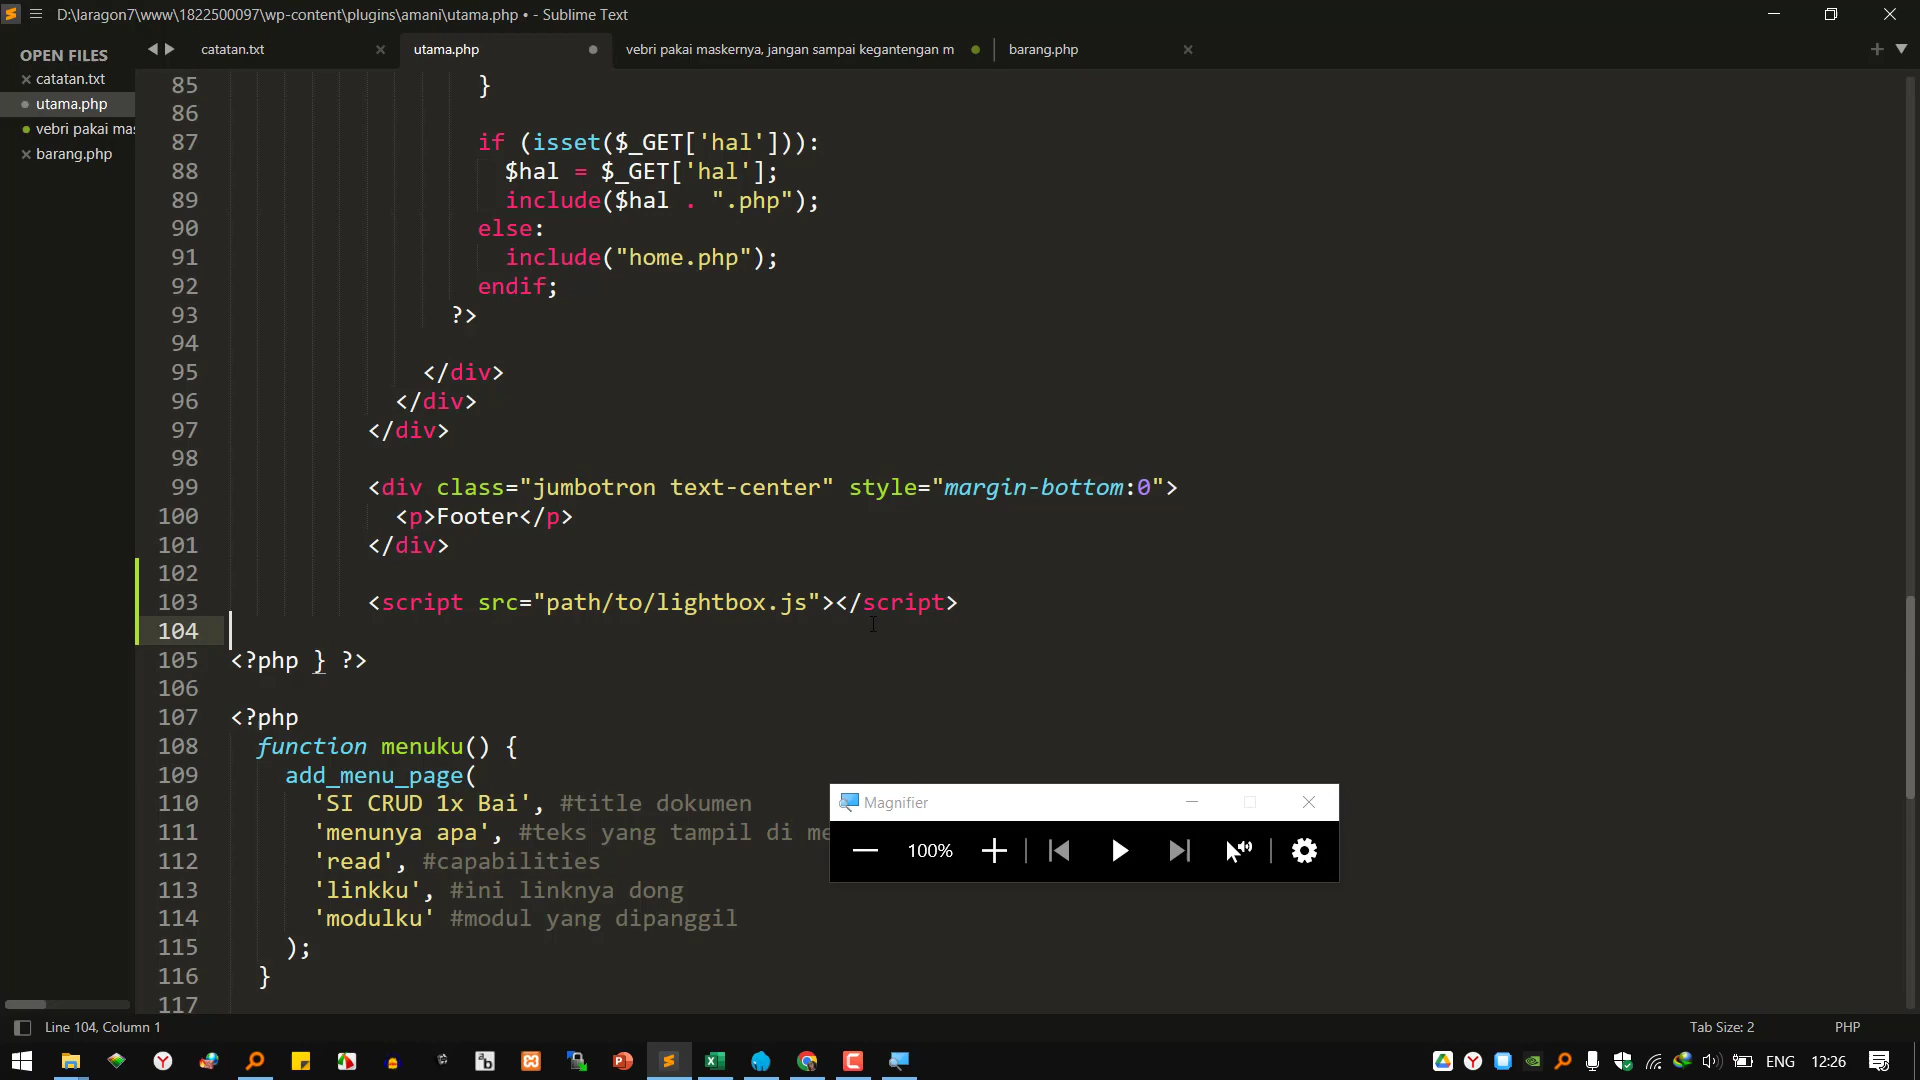 D:\laragon7\www\1822500097\wp-content\plugins\amani\utama.php • - Sublime Text
OPEN FILES
catatan.txt
utama.php
vebri pakai mas
barang.php
catatan.txt
utama.php
vebri pakai maskernya, jangan sampai kegantengan m
barang.php
85 }
86
87 if (isset($_GET['hal'])):
88 $hal = $_GET['hal'];
89 include($hal . ".php");
90 else:
91 include("home.php");
92 endif;
93 ?>
94
95 </div>
96 </div>
97 </div>
98
99 <div class="jumbotron text-center" style="margin-bottom:0">
100 <p>Footer</p>
101 </div>
102
103 <script src="path/to/lightbox.js"></script>
104
105 <?php } ?>
106
107 <?php
108 function menuku() {
109 add_menu_page(
110 'SI CRUD 1x Bai', #title dokumen
111 'menunya apa', #teks yang tampil di me
112 'read', #capabilities
113 'linkku', #ini linknya dong
114 'modulku' #modul yang dipanggil
115 );
116 }
117
Magnifier
100%
Line 104, Column 1
Tab Size: 2
PHP
ENG
12:26